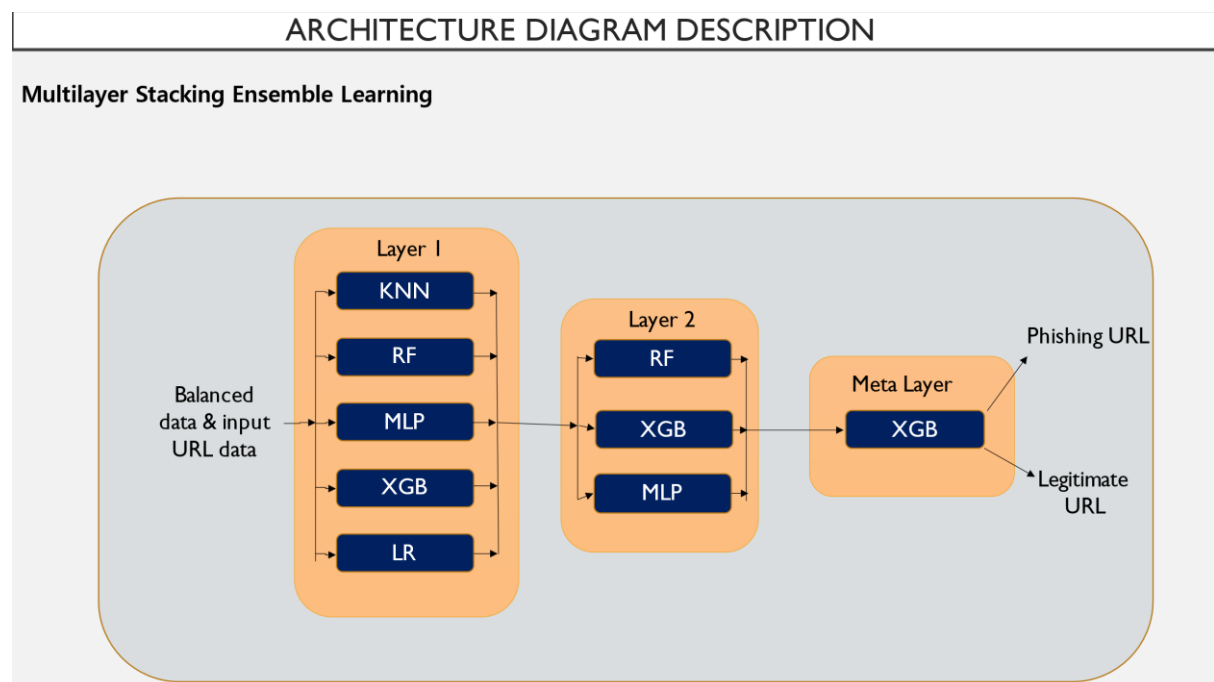 ARCHITECTURE DIAGRAM DESCRIPTION
Multilayer Stacking Ensemble Learning
Balanced
data & input
URL data
Layer 1
KNN
RF
MLP
XGB
LR
Layer 2
RF
XGB
MLP
Meta Layer
XGB
Phishing URL
Legitimate
URL